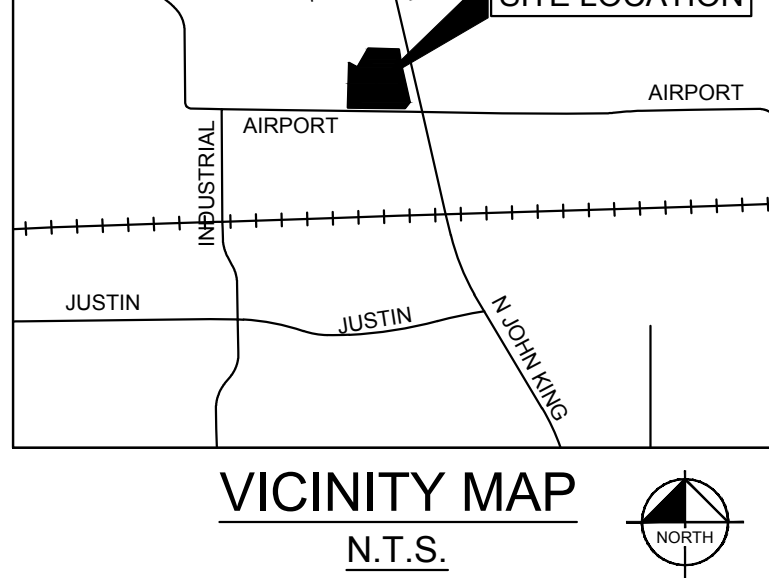 SITE LOCATION
AIRPORT
AIRPORT
INDUSTRIAL
JUSTIN
JUSTIN
N JOHN KING
VICINITY MAP
N.T.S.
NORTH